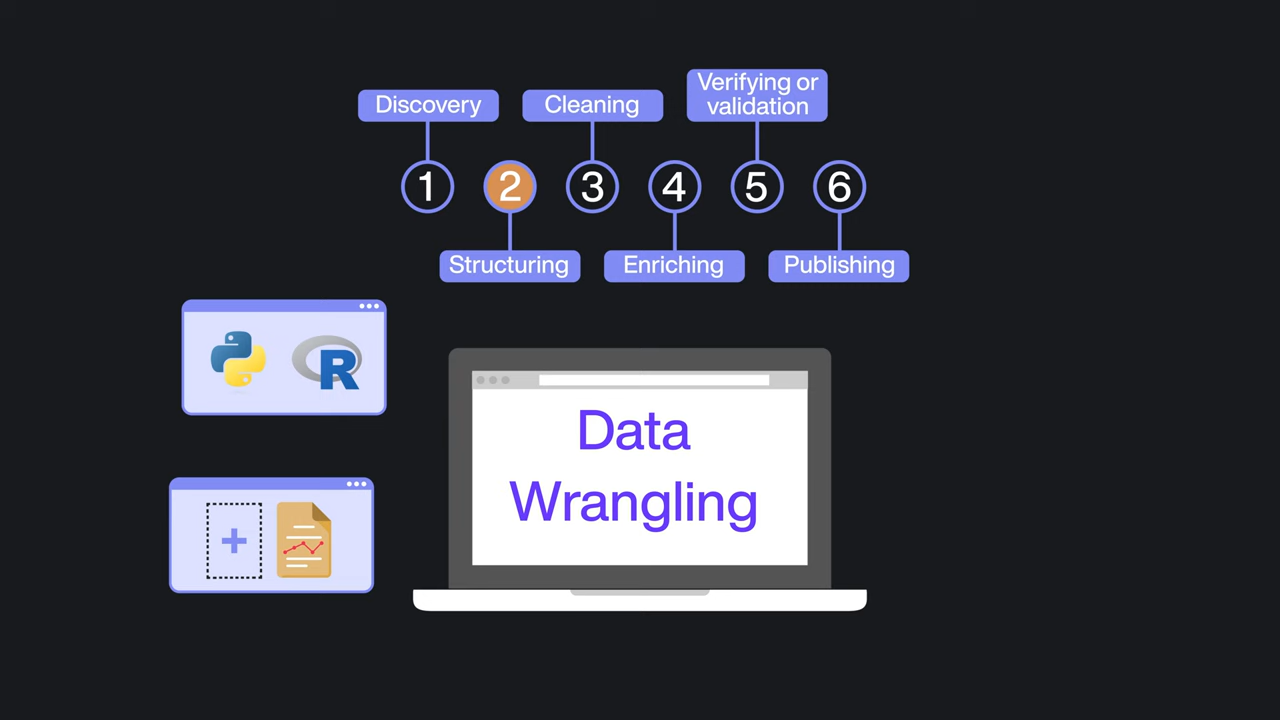 Discovery
Cleaning
Verifying or
validation
1
2
3
4
5
6
Structuring
Enriching
Publishing
R
Data
Wrangling